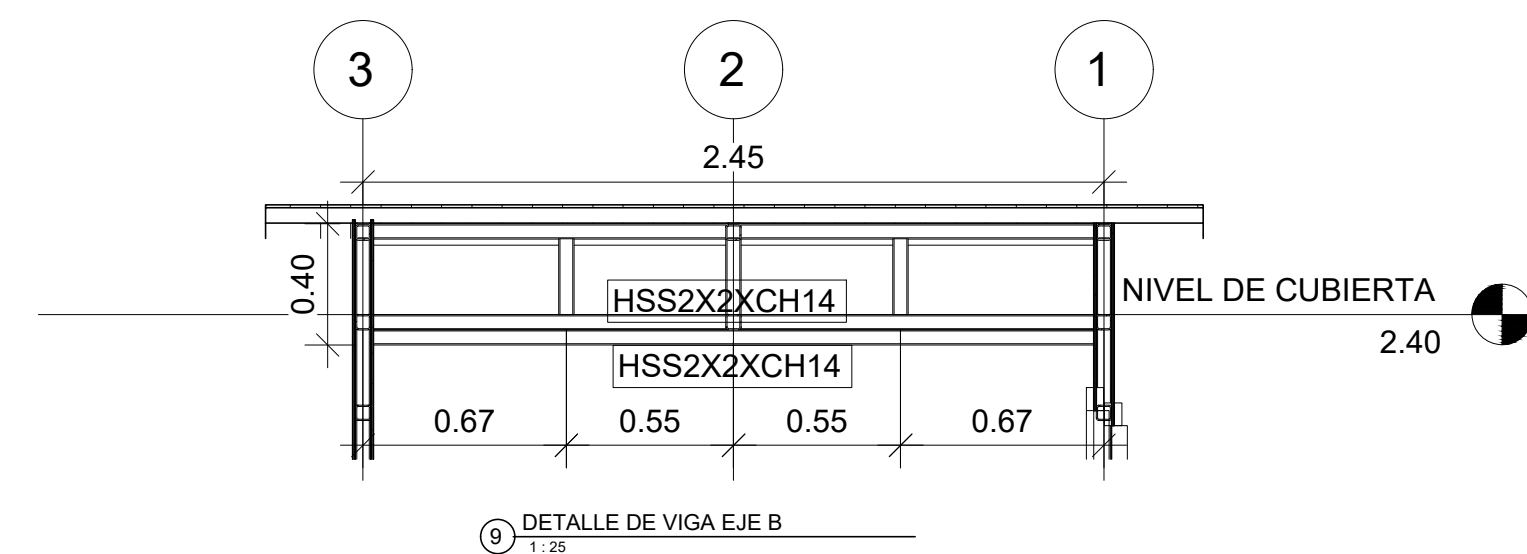 3
2
1
2.45
0.40
HSS2X2XCH14
NIVEL DE CUBIERTA
2.40
HSS2X2XCH14
0.67
0.55
0.55
0.67
9
DETALLE DE VIGA EJE B
1 : 25